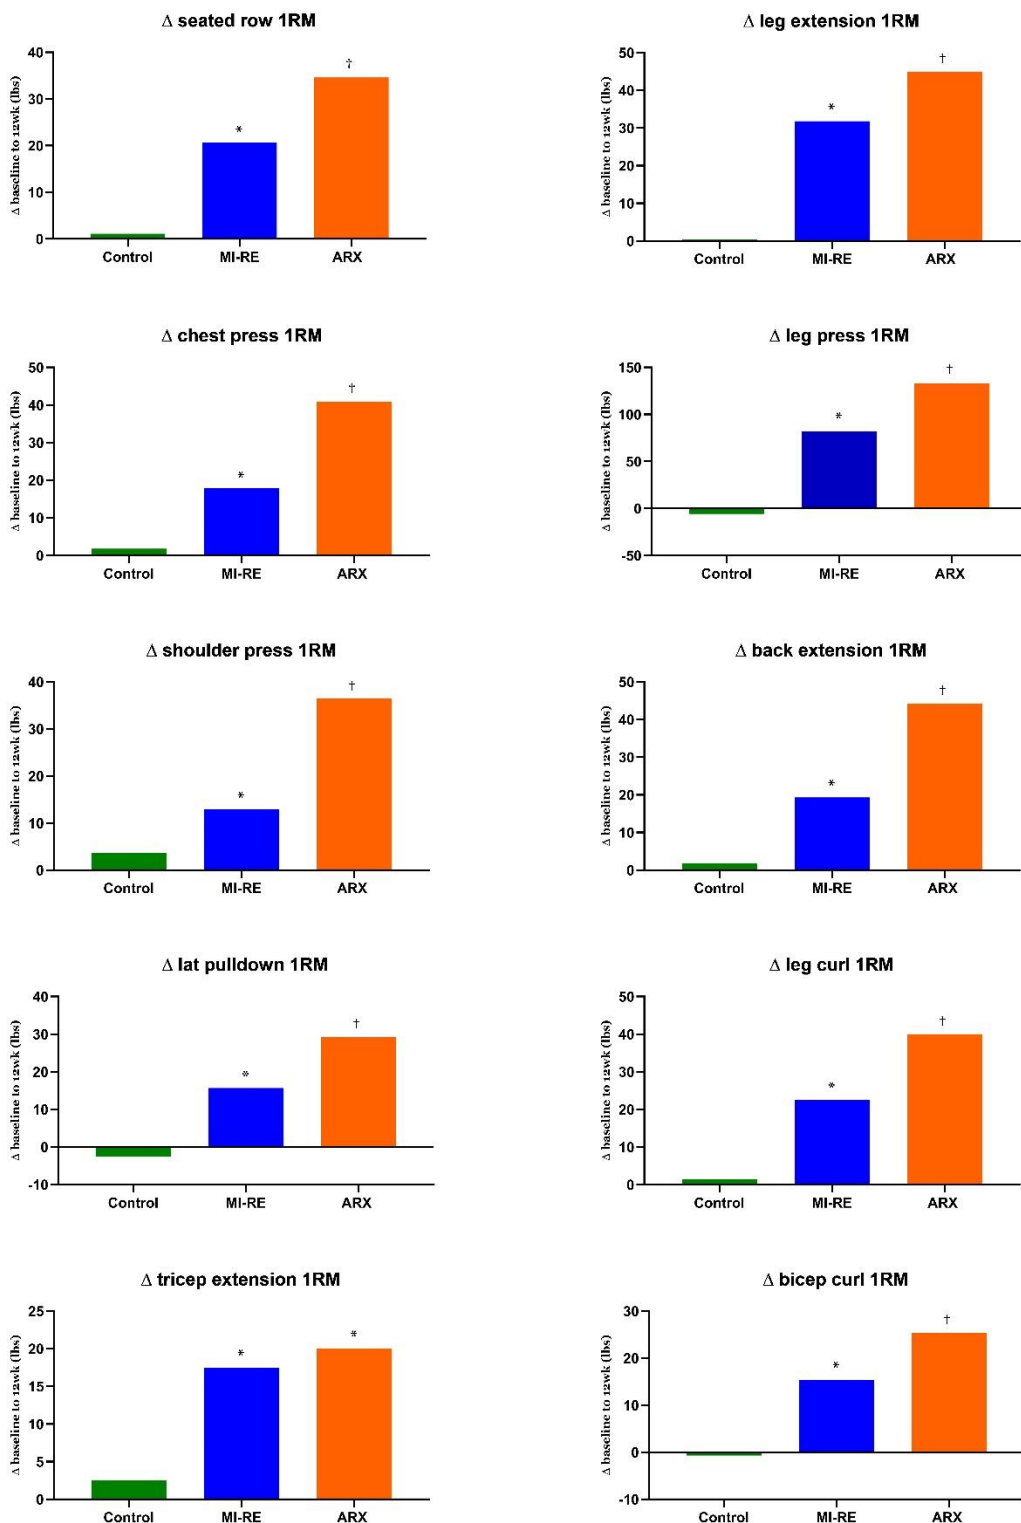 Δ seated row 1RM
Δ baseline to 12wk (lbs)
40
30
20
10
0
*
†
Control MI-RE ARX
Δ leg extension 1RM
Δ baseline to 12wk (lbs)
50
40
30
20
10
0
*
†
Control MI-RE ARX
Δ chest press 1RM
Δ baseline to 12wk (lbs)
50
40
30
20
10
0
*
†
Control MI-RE ARX
Δ leg press 1RM
Δ baseline to 12wk (lbs)
150
100
50
0
-50
*
†
Control MI-RE ARX
Δ shoulder press 1RM
Δ baseline to 12wk (lbs)
40
30
20
10
0
*
†
Control MI-RE ARX
Δ back extension 1RM
Δ baseline to 12wk (lbs)
50
40
30
20
10
0
*
†
Control MI-RE ARX
Δ lat pulldown 1RM
Δ baseline to 12wk (lbs)
40
30
20
10
0
-10
*
†
Control MI-RE ARX
Δ leg curl 1RM
Δ baseline to 12wk (lbs)
50
40
30
20
10
0
*
†
Control MI-RE ARX
Δ tricep extension 1RM
Δ baseline to 12wk (lbs)
25
20
15
10
5
0
*
*
Control MI-RE ARX
Δ bicep curl 1RM
Δ baseline to 12wk (lbs)
30
20
10
0
-10
*
†
Control MI-RE ARX